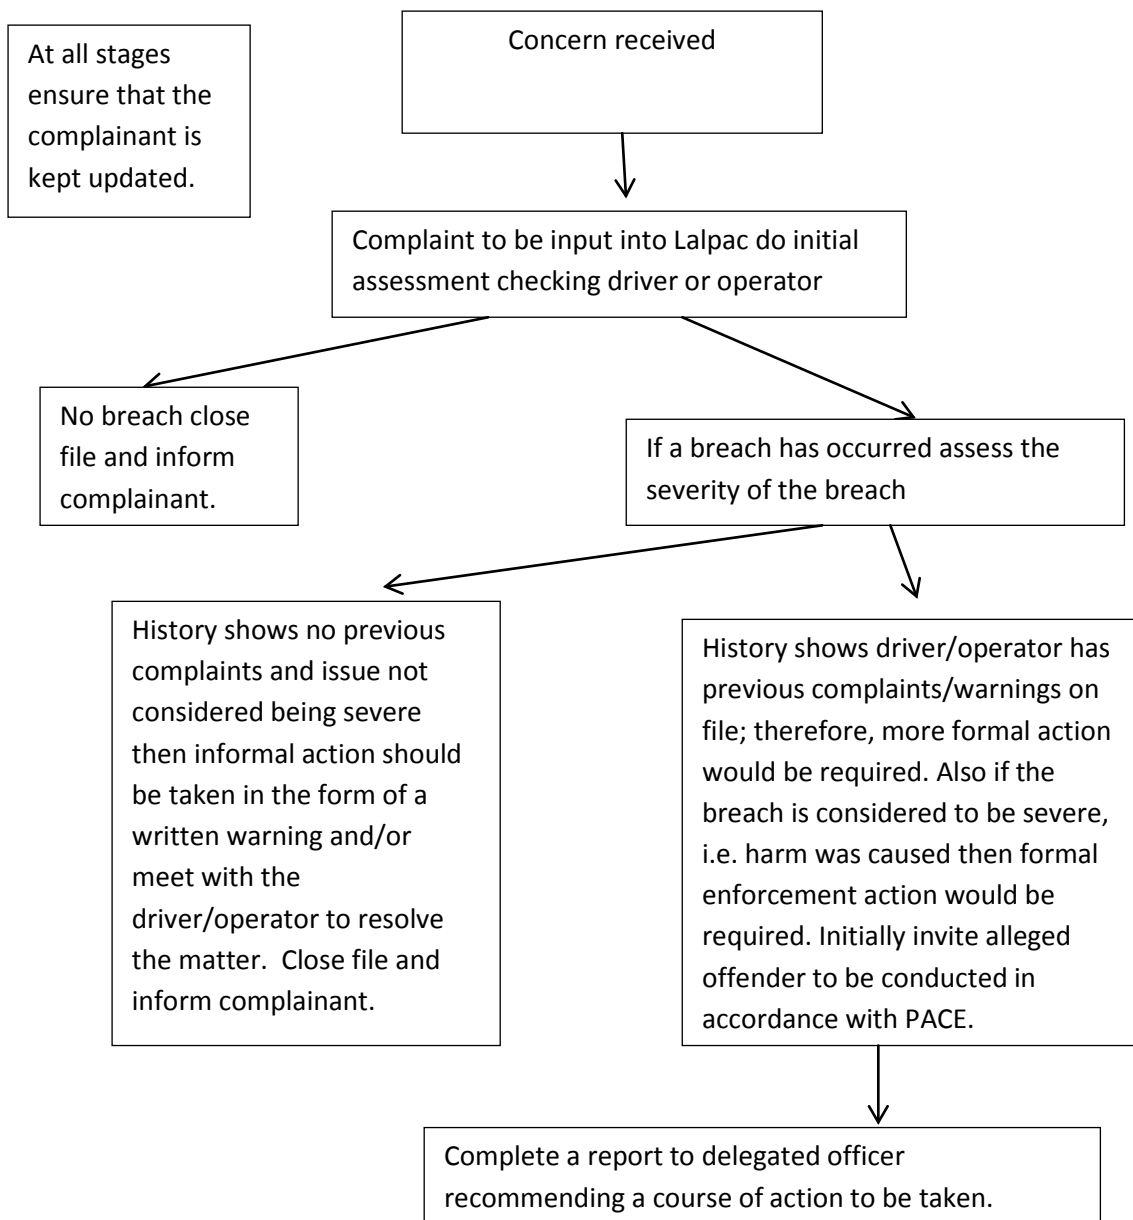 At all stages
ensure that the
complainant is
kept updated.
Concern received
Complaint to be input into Lalpac do initial
assessment checking driver or operator
No breach close
file and inform
complainant.
If a breach has occurred assess the
severity of the breach
History shows no previous
complaints and issue not
considered being severe
then informal action should
be taken in the form of a
written warning and/or
meet with the
driver/operator to resolve
the matter.  Close file and
inform complainant.
History shows driver/operator has
previous complaints/warnings on
file; therefore, more formal action
would be required. Also if the
breach is considered to be severe,
i.e. harm was caused then formal
enforcement action would be
required. Initially invite alleged
offender to be conducted in
accordance with PACE.
Complete a report to delegated officer
recommending a course of action to be taken.